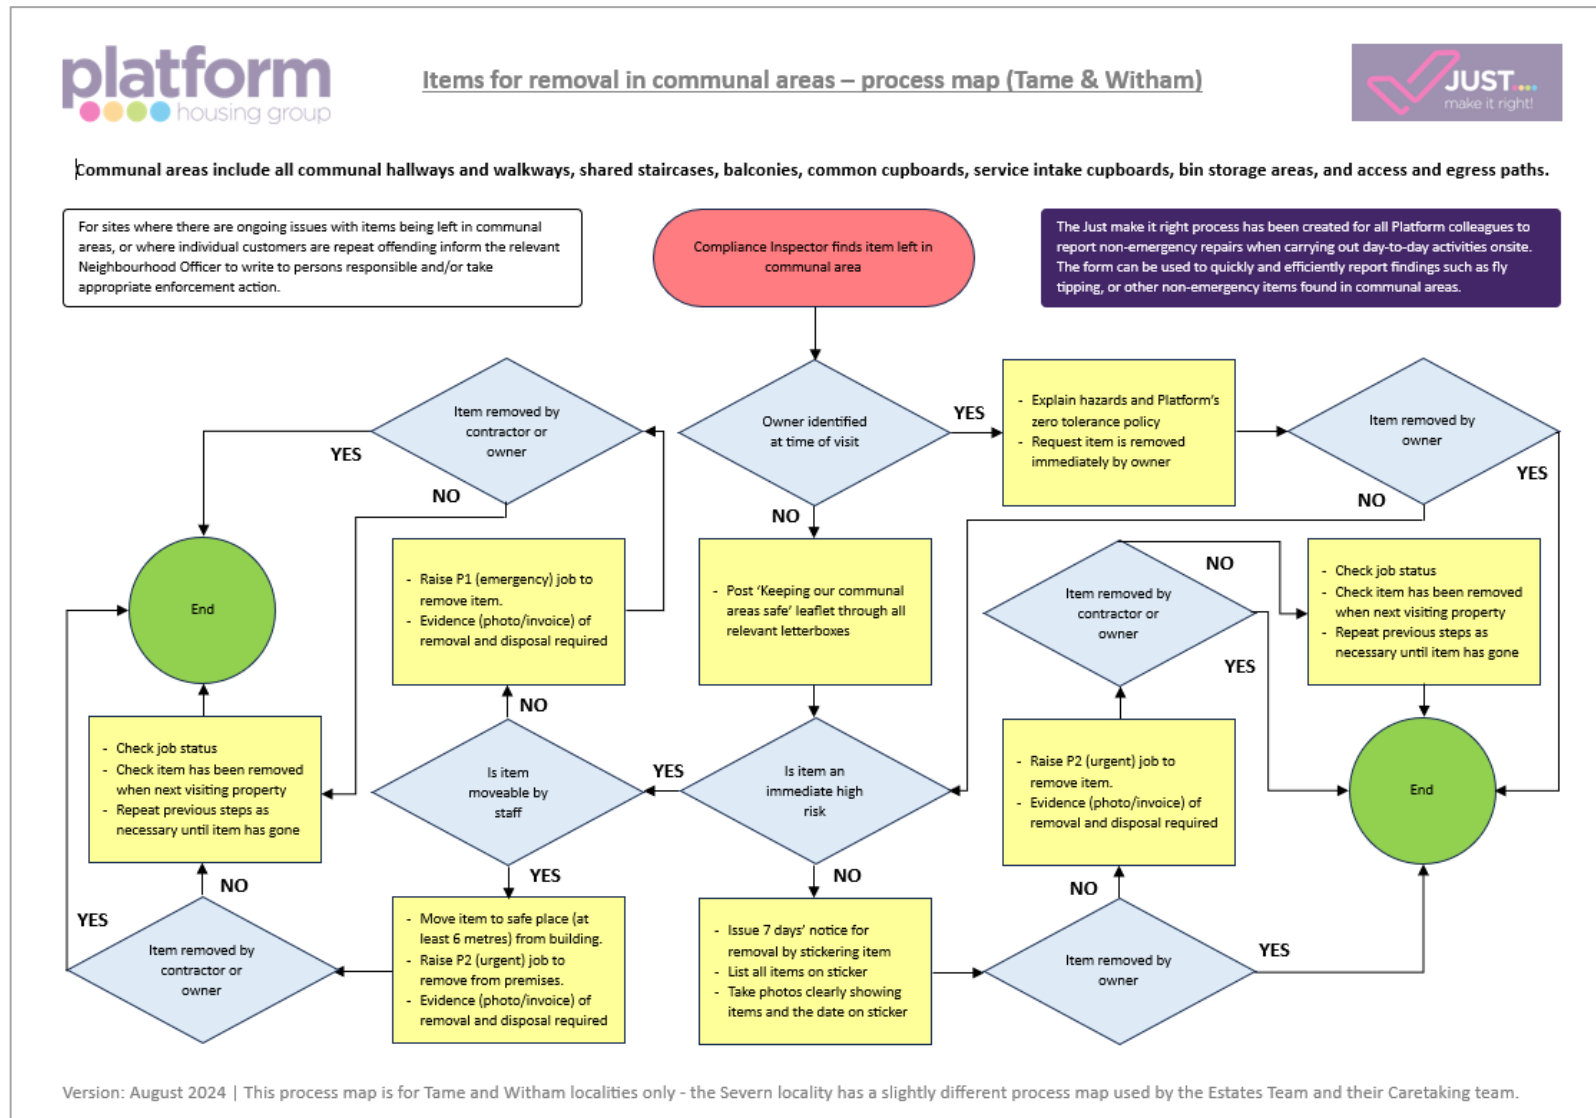 platform
housing group
Items for removal in communal areas – process map (Tame & Witham)
JUST....
make it right!
Communal areas include all communal hallways and walkways, shared staircases, balconies, common cupboards, service intake cupboards, bin storage areas, and access and egress paths.
For sites where there are ongoing issues with items being left in communal
areas, or where individual customers are repeat offending inform the relevant
Neighbourhood Officer to write to persons responsible and/or take
appropriate enforcement action.
Compliance Inspector finds item left in
communal area
The Just make it right process has been created for all Platform colleagues to
report non-emergency repairs when carrying out day-to-day activities onsite.
The form can be used to quickly and efficiently report findings such as fly
tipping, or other non-emergency items found in communal areas.
Item removed by
contractor or
owner
YES
NO
Owner identified
at time of visit
YES
NO
- Explain hazards and Platform's
zero tolerance policy
- Request item is removed
immediately by owner
Item removed by
owner
YES
NO
End
- Raise P1 (emergency) job to
remove item.
- Evidence (photo/invoice) of
removal and disposal required
- Post 'Keeping our communal
areas safe' leaflet through all
relevant letterboxes
Item removed by
contractor or
owner
NO
YES
- Check job status
- Check item has been removed
when next visiting property
- Repeat previous steps as
necessary until item has gone
- Check job status
- Check item has been removed
when next visiting property
- Repeat previous steps as
necessary until item has gone
NO
Is item
moveable by
staff
YES
YES
Is item an
immediate high
risk
NO
- Raise P2 (urgent) job to
remove item.
- Evidence (photo/invoice) of
removal and disposal required
End
NO
YES
Item removed by
contractor or
owner
- Move item to safe place (at
least 6 metres) from building.
- Raise P2 (urgent) job to
remove from premises.
- Evidence (photo/invoice) of
removal and disposal required
- Issue 7 days' notice for
removal by stickering item
- List all items on sticker
- Take photos clearly showing
items and the date on sticker
NO
Item removed by
owner
YES
Version: August 2024 | This process map is for Tame and Witham localities only - the Severn locality has a slightly different process map used by the Estates Team and their Caretaking team.